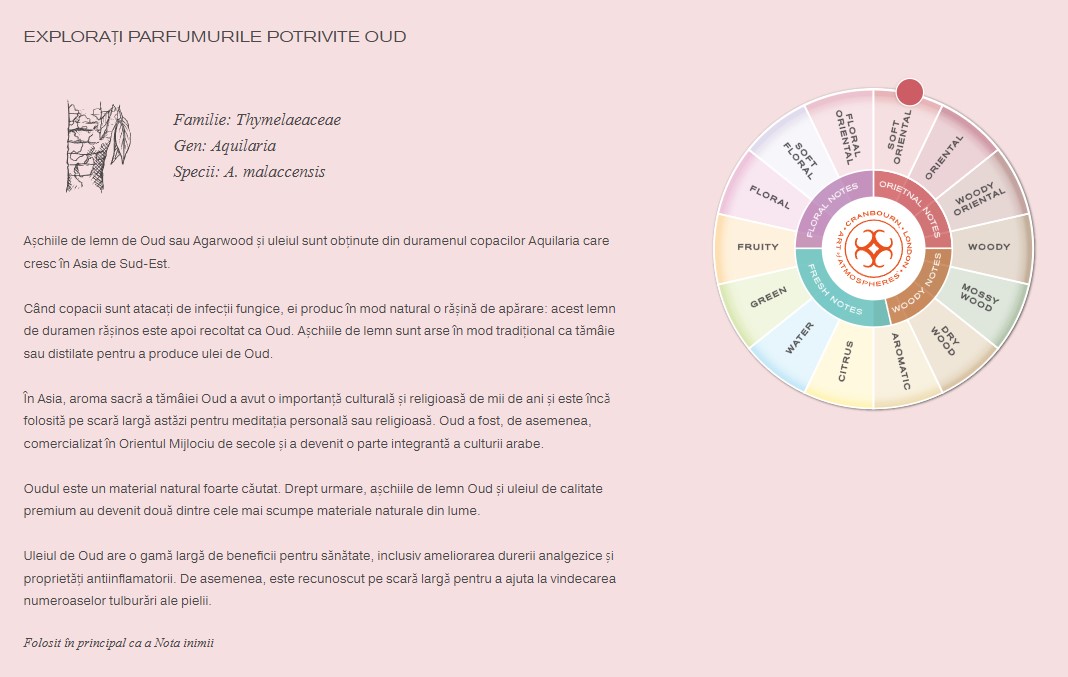 EXPLORAȚI PARFUMURILE POTRIVITE OUD
Familie: Thymelaeaceae
Gen: Aquilaria
Specii: A. malaccensis
Așchiile de lemn de Oud sau Agarwood și uleiul sunt obținute din duramenul copacilor Aquilaria care
cresc în Asia de Sud-Est.
Când copacii sunt atacați de infecții fungice, ei produc în mod natural o rășină de apărare: acest lemn
de duramen rășinos este apoi recoltat ca Oud. Așchiile de lemn sunt arse în mod tradițional ca tămâie
sau distilate pentru a produce ulei de Oud.
În Asia, aroma sacră a tămâiei Oud a avut o importanță culturală și religioasă de mii de ani și este încă
folosită pe scară largă astăzi pentru meditația personală sau religioasă. Oud a fost, de asemenea,
comercializat în Orientul Mijlociu de secole și a devenit o parte integrantă a culturii arabe.
Oudul este un material natural foarte căutat. Drept urmare, așchiile de lemn Oud și uleiul de calitate
premium au devenit două dintre cele mai scumpe materiale naturale din lume.
Uleiul de Oud are o gamă largă de beneficii pentru sănătate, inclusiv ameliorarea durerii analgezice și
proprietăți antiinflamatorii. De asemenea, este recunoscut pe scară largă pentru a ajuta la vindecarea
numeroaselor tulburări ale pielii.
Folosit în principal ca a Nota inimii
SOFT
ORIENTAL
ORIENTAL
WOODY
ORIENTAL
WOODY
MOSSY
WOOD
DRY
WOOD
AROMATIC
CITRUS
WATER
GREEN
FRUITY
FLORAL
SOFT
FLORAL
FLORAL
ORIENTAL
FLORAL NOTES
ORIETNAL NOTES
WOODY NOTES
FRESH NOTES
CRANBOURN • LONDON
ART of ATMOSPHERES